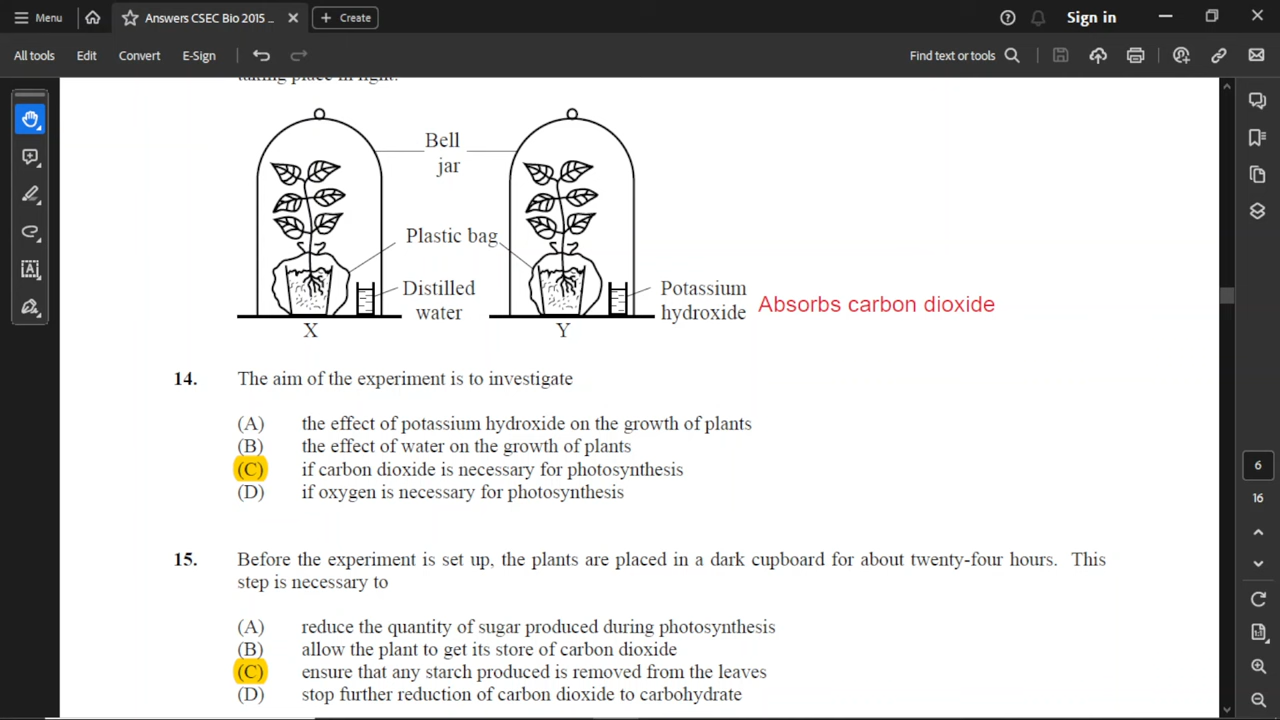 Menu
Answers CSEC Bio 2015 ...
Create
Sign in
All tools
Edit
Convert
E-Sign
Find text or tools
taking place in light.
Bell
jar
Plastic bag
Distilled
water
Potassium
hydroxide
Absorbs carbon dioxide
X
Y
14. The aim of the experiment is to investigate
(A) the effect of potassium hydroxide on the growth of plants
(B) the effect of water on the growth of plants
(C) if carbon dioxide is necessary for photosynthesis
(D) if oxygen is necessary for photosynthesis
15. Before the experiment is set up, the plants are placed in a dark cupboard for about twenty-four hours. This
step is necessary to
(A) reduce the quantity of sugar produced during photosynthesis
(B) allow the plant to get its store of carbon dioxide
(C) ensure that any starch produced is removed from the leaves
(D) stop further reduction of carbon dioxide to carbohydrate
6
16